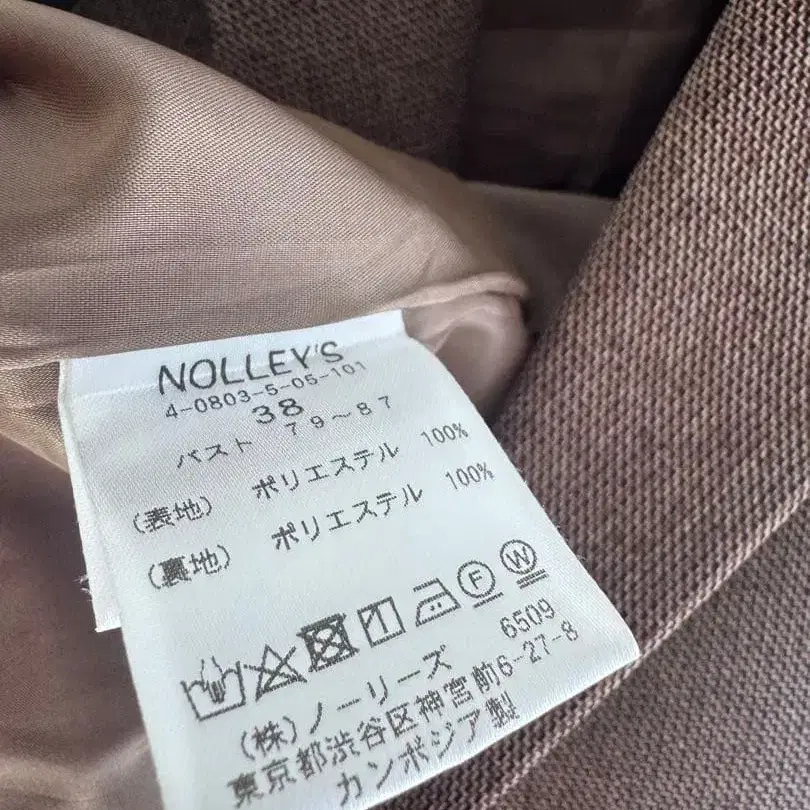 NOLLEY'S
4-0803-5-05-101
38
バスト 79〜87
(表地) ポリエステル 100%
(裏地) ポリエステル 100%
F W
6509
(株)ノーリーズ
東京都渋谷区神宮前6-27-8
カンボジア製